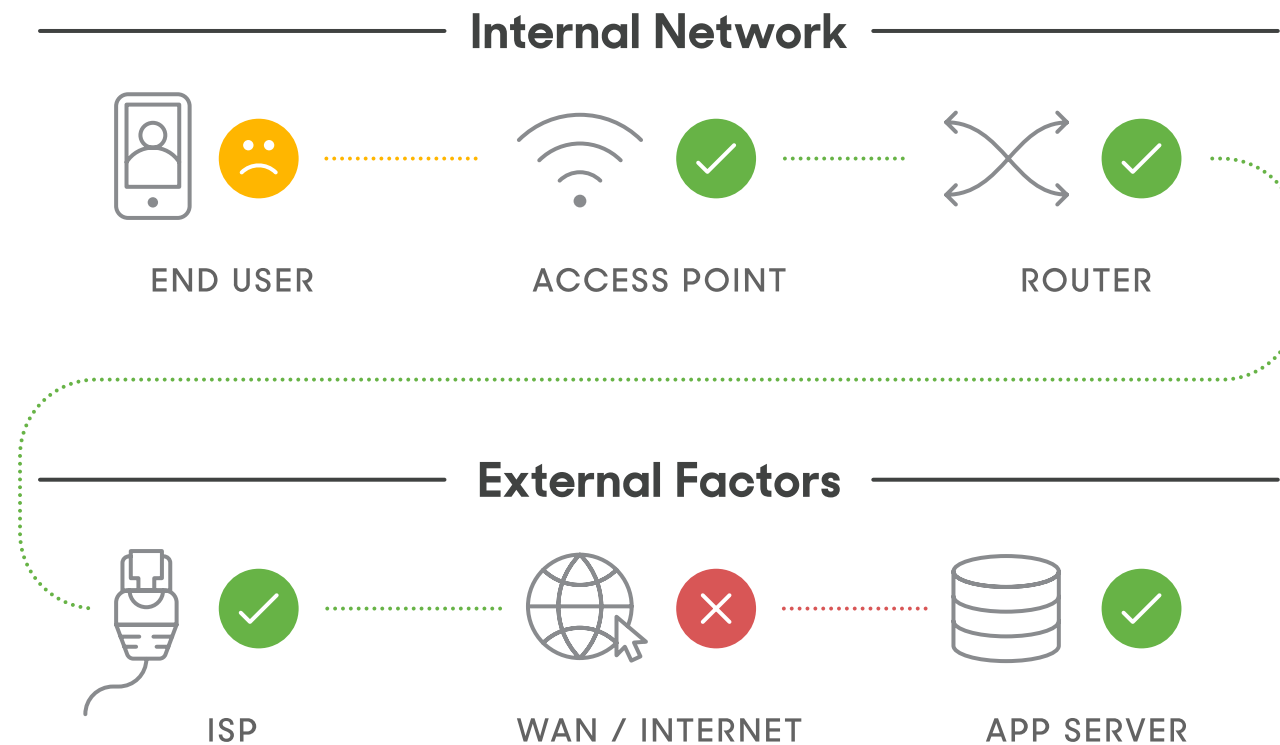 Internal Network
END USER
ACCESS POINT
ROUTER
External Factors
ISP
WAN / INTERNET
APP SERVER